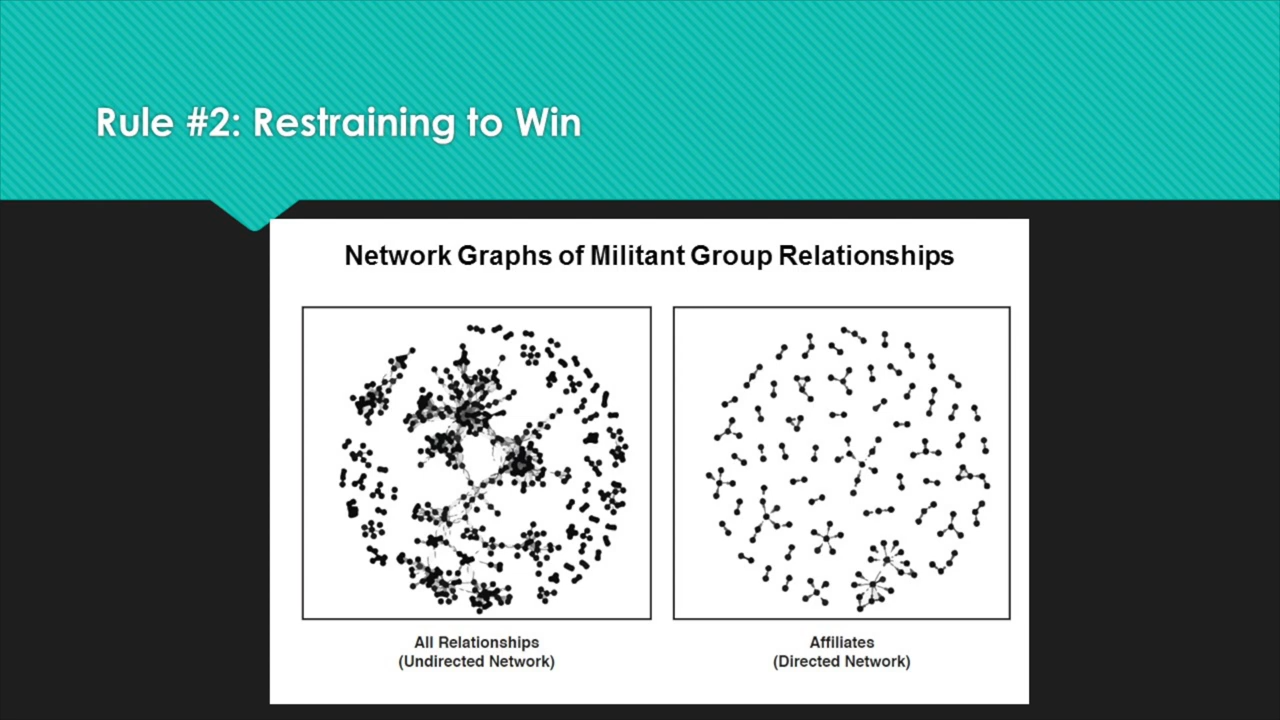 Rule #2: Restraining to Win
Network Graphs of Militant Group Relationships
All Relationships
(Undirected Network)
Affiliates
(Directed Network)